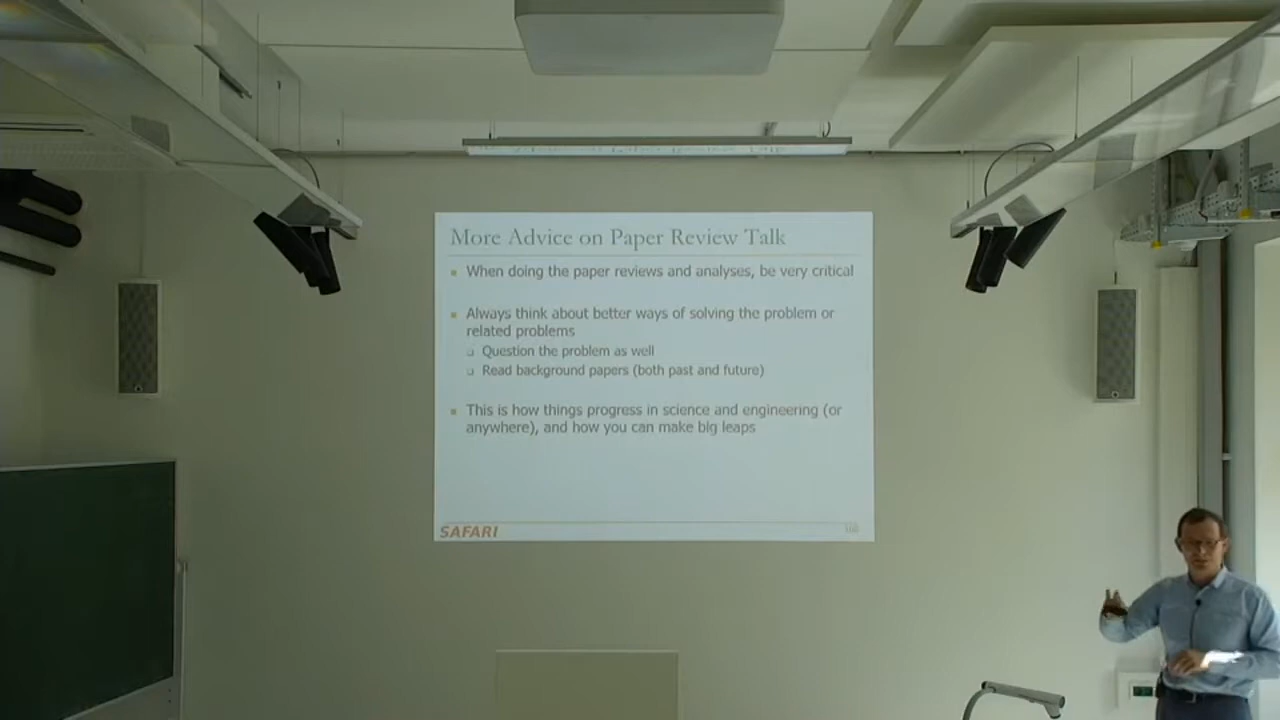 More Advice on Paper Review Talk
When doing the paper reviews and analyses, be very critical
Always think about better ways of solving the problem or
related problems
Question the problem as well
Read background papers (both past and future)
This is how things progress in science and engineering (or
anywhere), and how you can make big leaps
SAFARI